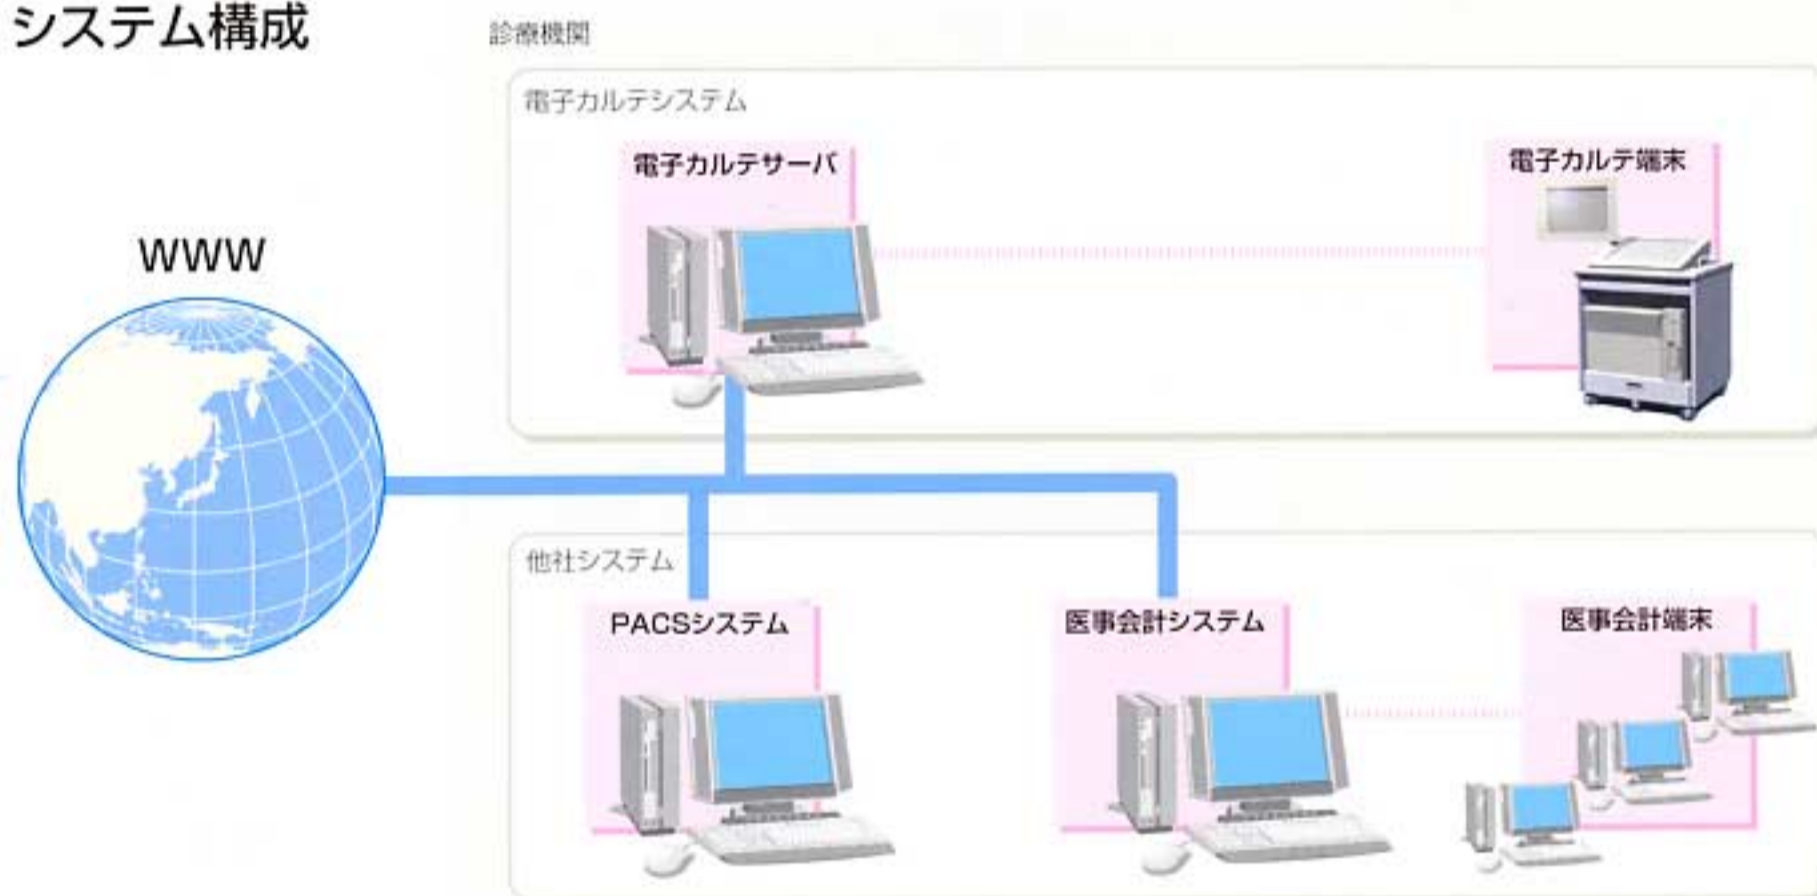 システム構成
診療機関
電子カルテシステム
電子カルテサーバ
電子カルテ端末
WWW
他社システム
PACSシステム
医事会計システム
医事会計端末